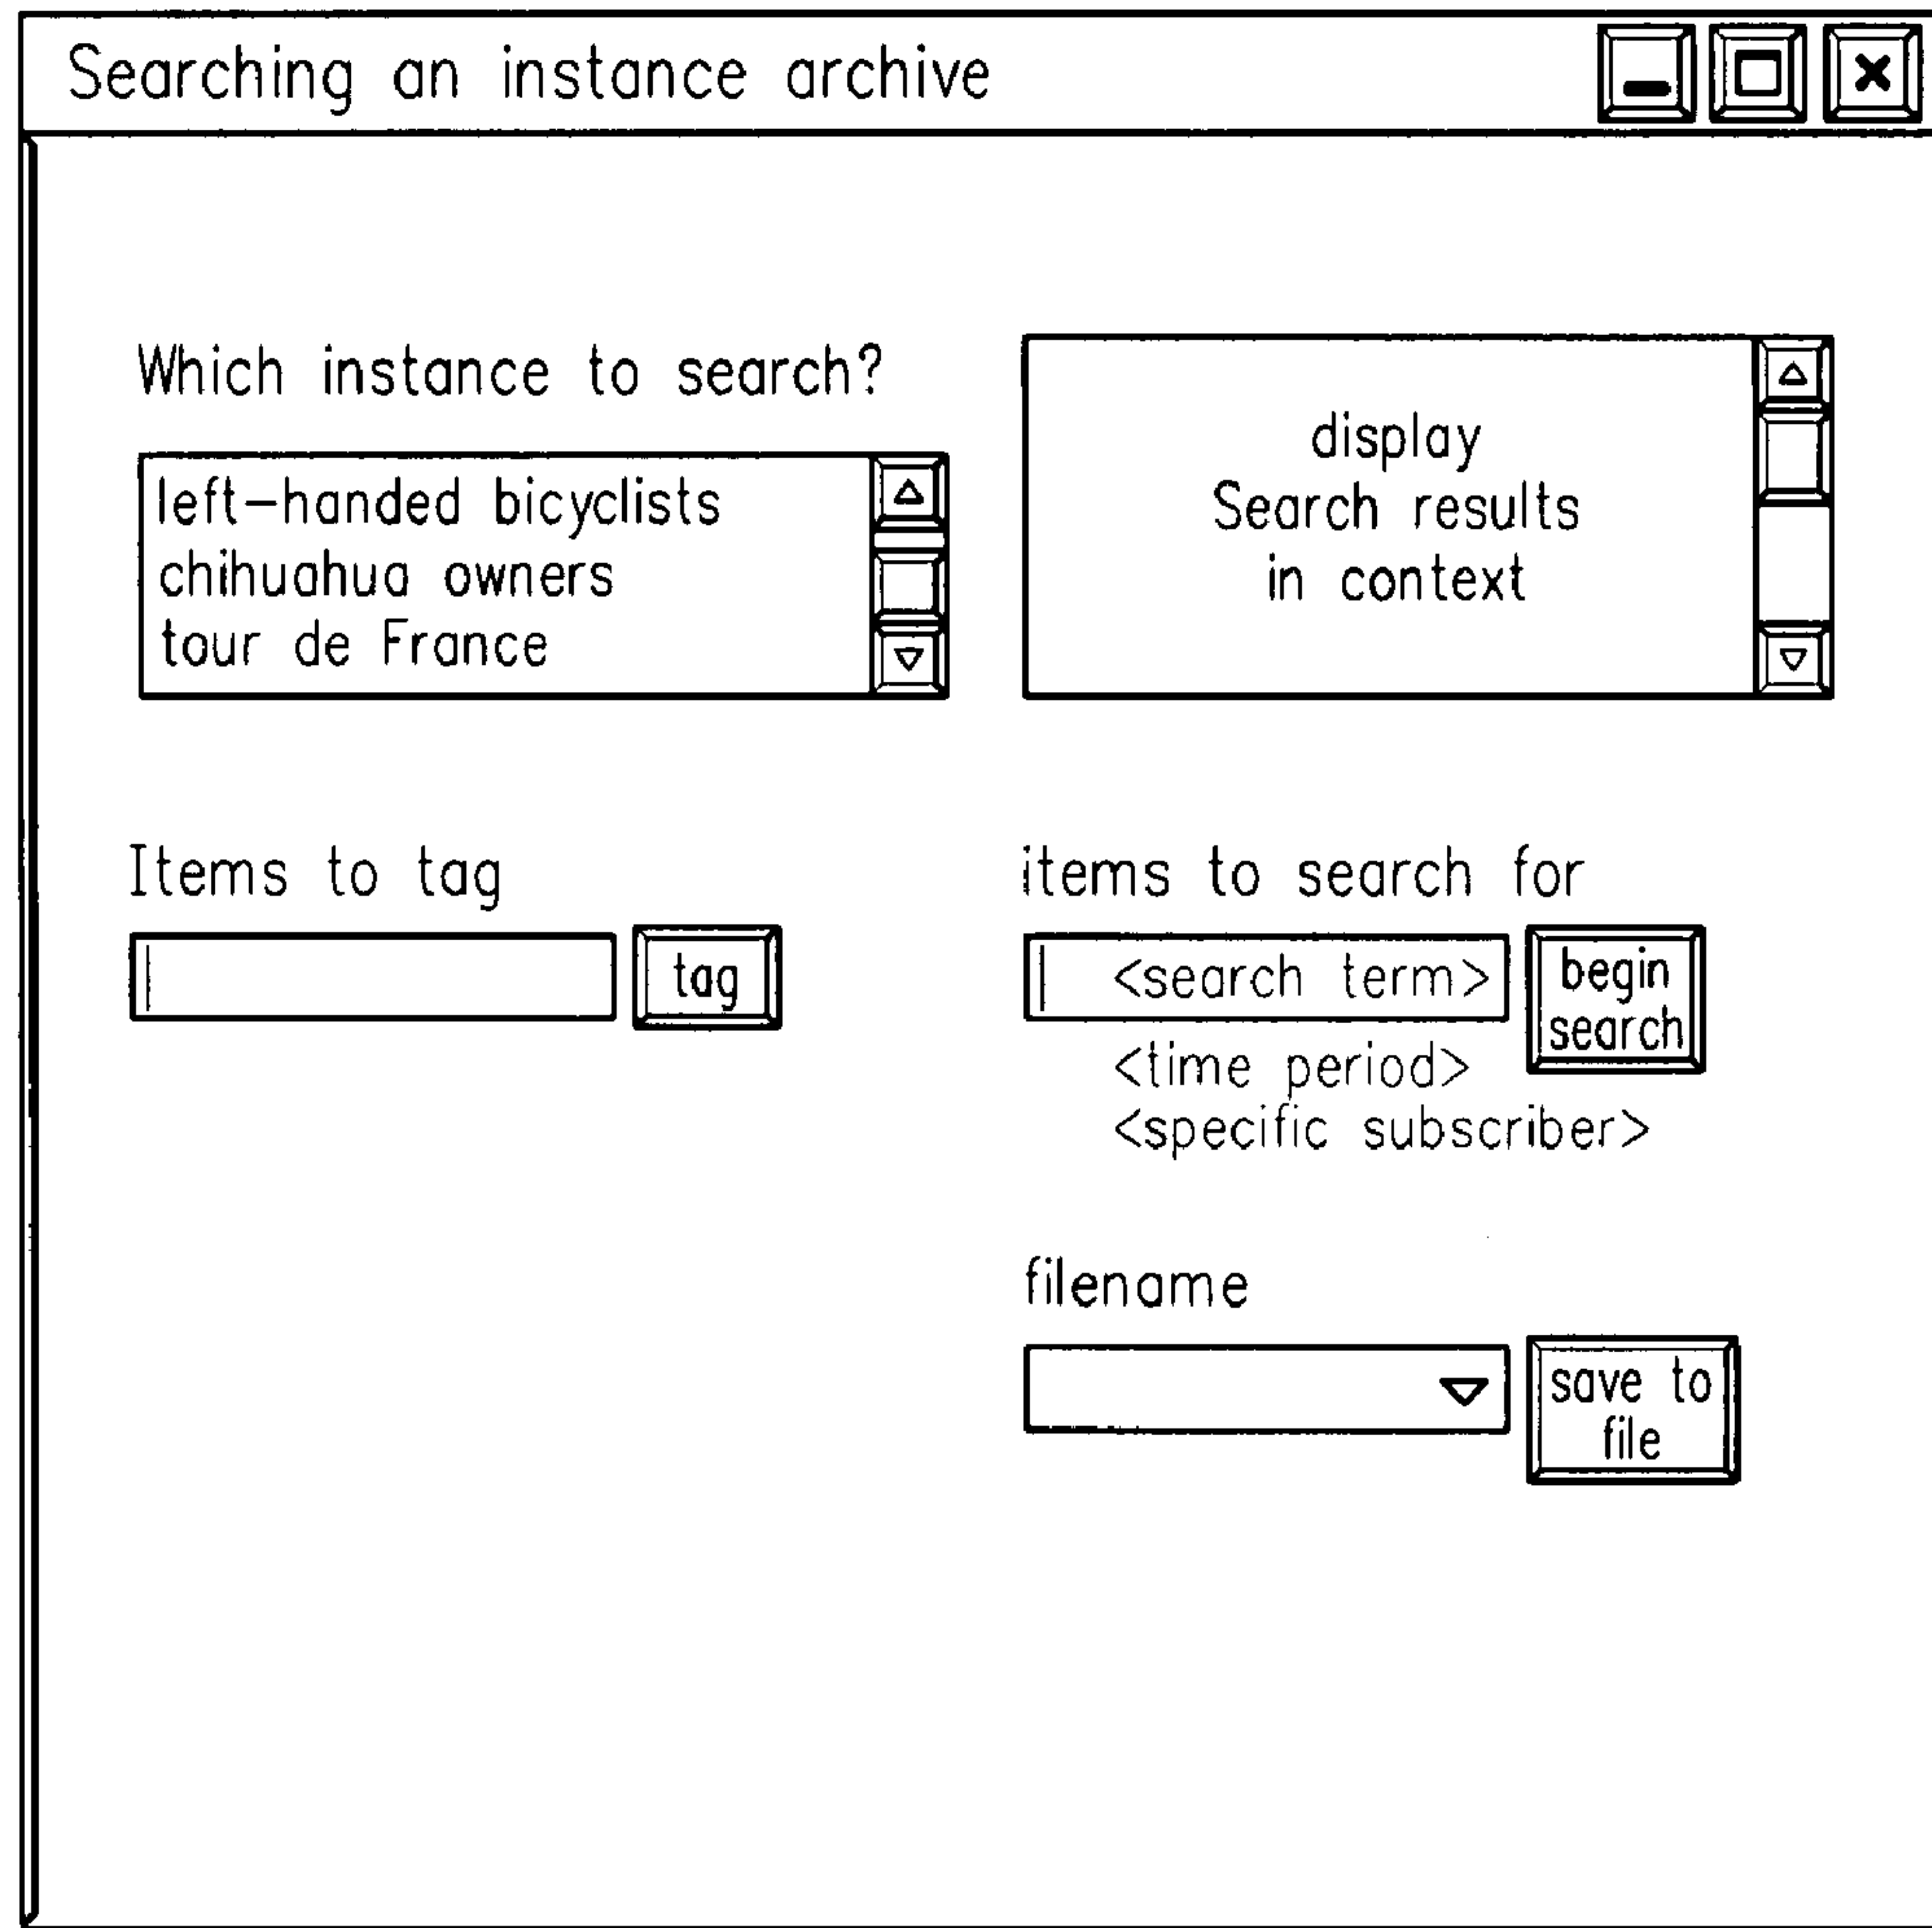 Searching an instance archive
Which instance to search?
left-handed bicyclists
chihuahua owners
tour de France
display
Search results
in context
Items to tag
tag
items to search for
<search term>
begin
search
<time period>
<specific subscriber>
filename
save to
file